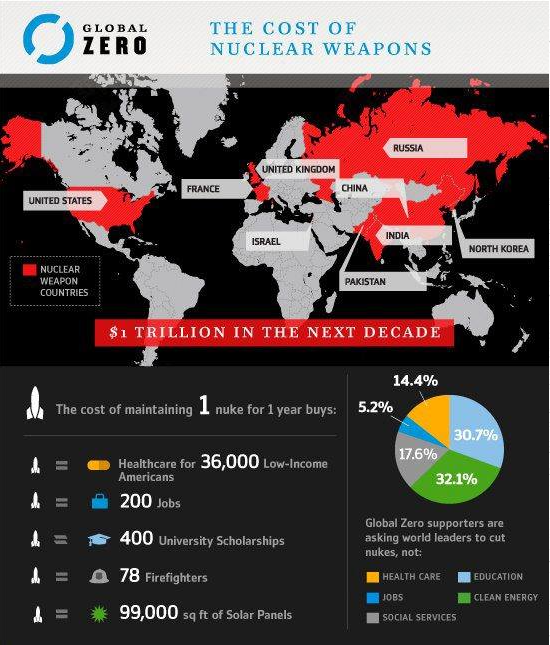 GLOBAL
ZERO
THE COST OF
NUCLEAR WEAPONS
RUSSIA
UNITED KINGDOM
FRANCE
CHINA
UNITED STATES
INDIA
ISRAEL
NORTH KOREA
PAKISTAN
NUCLEAR
WEAPON
COUNTRIES
$1 TRILLION IN THE NEXT DECADE
The cost of maintaining 1 nuke for 1 year buys:
= Healthcare for 36,000 Low-Income
Americans
= 200 Jobs
= 400 University Scholarships
= 78 Firefighters
= 99,000 sq ft of Solar Panels
14.4%
5.2%
30.7%
17.6%
32.1%
Global Zero supporters are
asking world leaders to cut
nukes, not:
HEALTH CARE
EDUCATION
JOBS
CLEAN ENERGY
SOCIAL SERVICES